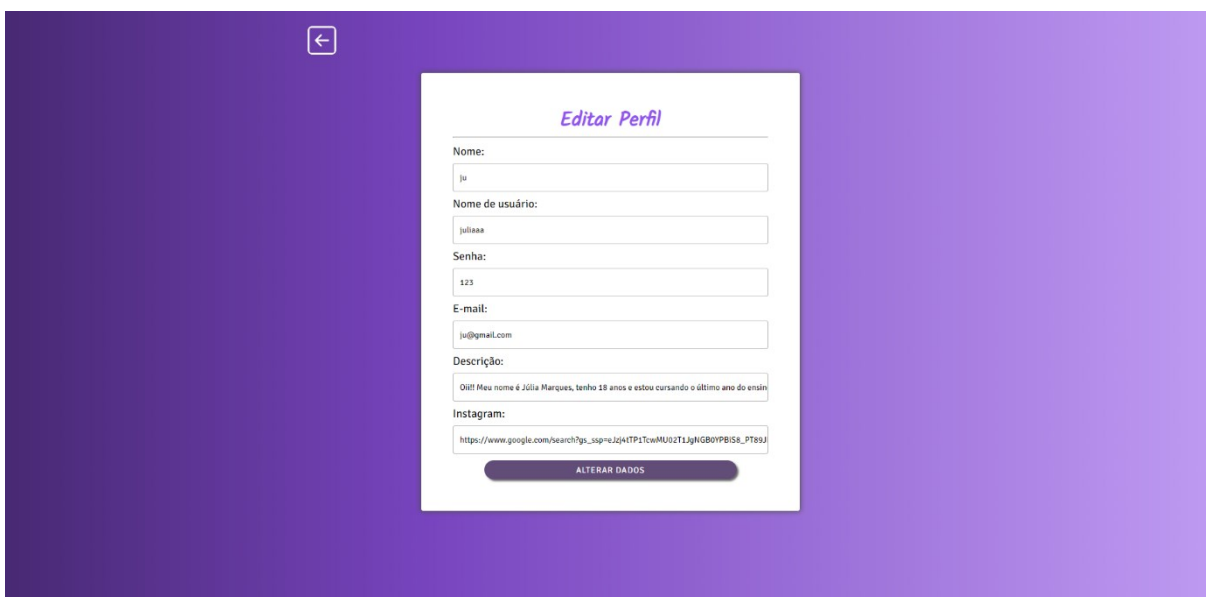 Editar Perfil
Nome:
ju
Nome de usuário:
juliaaa
Senha:
123
E-mail:
ju@gmail.com
Descrição:
Oii!! Meu nome é Júlia Marques, tenho 18 anos e estou cursando o último ano do ensin
Instagram:
https://www.google.com/search?gs_ssp=eJzj4tTP1TcwMU02T1JgNGB0YPBiS8_PT89J
ALTERAR DADOS